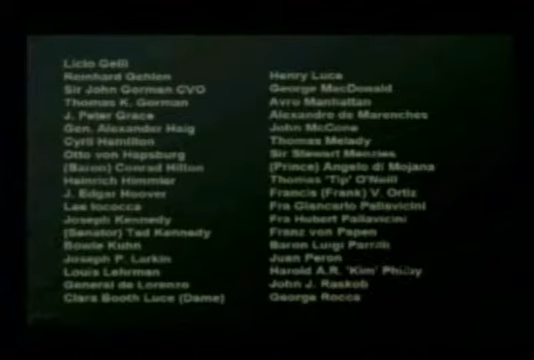 Licio Gelli
Reinhard Gehlen
Sir John Gorman CVO
Thomas K. Gorman
J. Peter Grace
Gen. Alexander Haig
Cyril Hamilton
Otto von Hapsburg
(Baron) Conrad Hilton
Heinrich Himmler
J. Edgar Hoover
Lee Iococca
Joseph Kennedy
(Senator) Ted Kennedy
Bowie Kuhn
Joseph P. Larkin
Louis Lehrman
General de Lorenzo
Clara Booth Luce (Dame)
Henry Luce
George MacDonald
Avro Manhattan
Alexandre de Marenches
John McCone
Thomas Melady
Sir Stewart Menzies
(Prince) Angelo di Mojana
Thomas 'Tip' O'Neill
Francis (Frank) V. Ortiz
Fra Giancarlo Pallavicini
Fra Hubert Pallavicini
Franz von Papen
Baron Luigi Parrilli
Juan Peron
Harold A.R. 'Kim' Philby
John J. Raskob
George Rocca